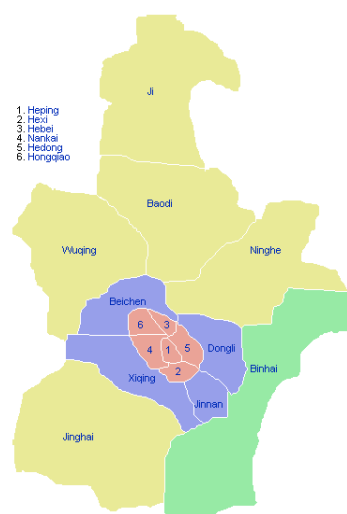 Ji
1. Heping
2. Hexi
3. Hebei
4. Nankai
5. Hedong
6. Hongqiao
Baodi
Wuqing
Ninghe
Beichen
6
3
4
1
5
Dongli
2
Binhai
Xiqing
Jinnan
Jinghai